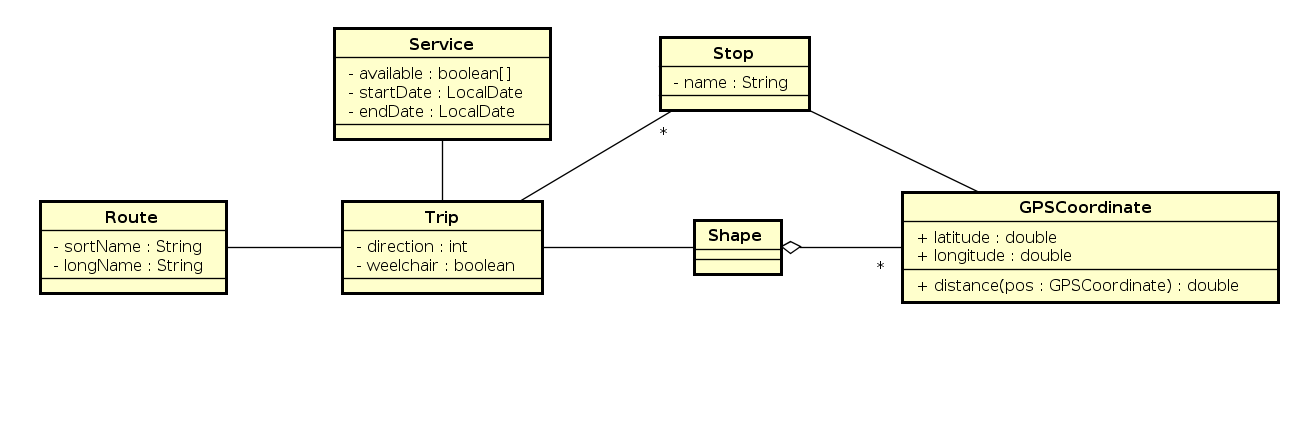 Service
- available : boolean[]
- startDate : LocalDate
- endDate : LocalDate
Stop
- name : String
*
Route
- sortName : String
- longName : String
Trip
- direction : int
- weelchair : boolean
Shape
*
GPSCoordinate
+ latitude : double
+ longitude : double
+ distance(pos : GPSCoordinate) : double